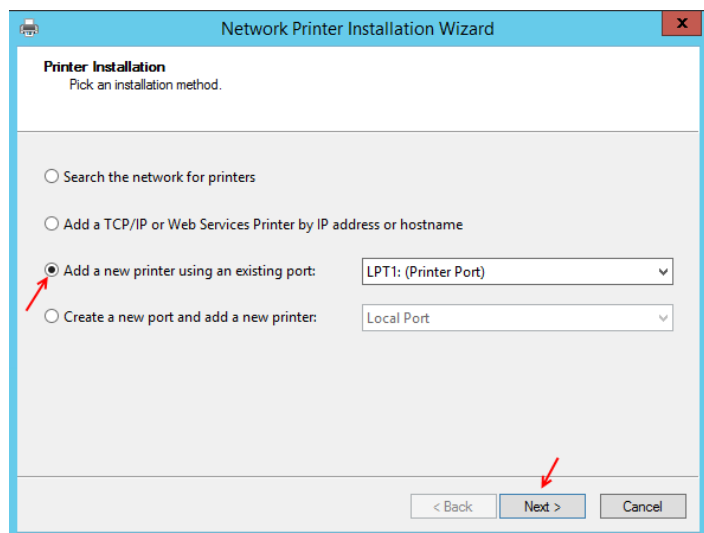 Network Printer Installation Wizard
x
Printer Installation
Pick an installation method.
Search the network for printers
Add a TCP/IP or Web Services Printer by IP address or hostname
Add a new printer using an existing port: LPT1: (Printer Port)
Create a new port and add a new printer: Local Port
< Back Next > Cancel